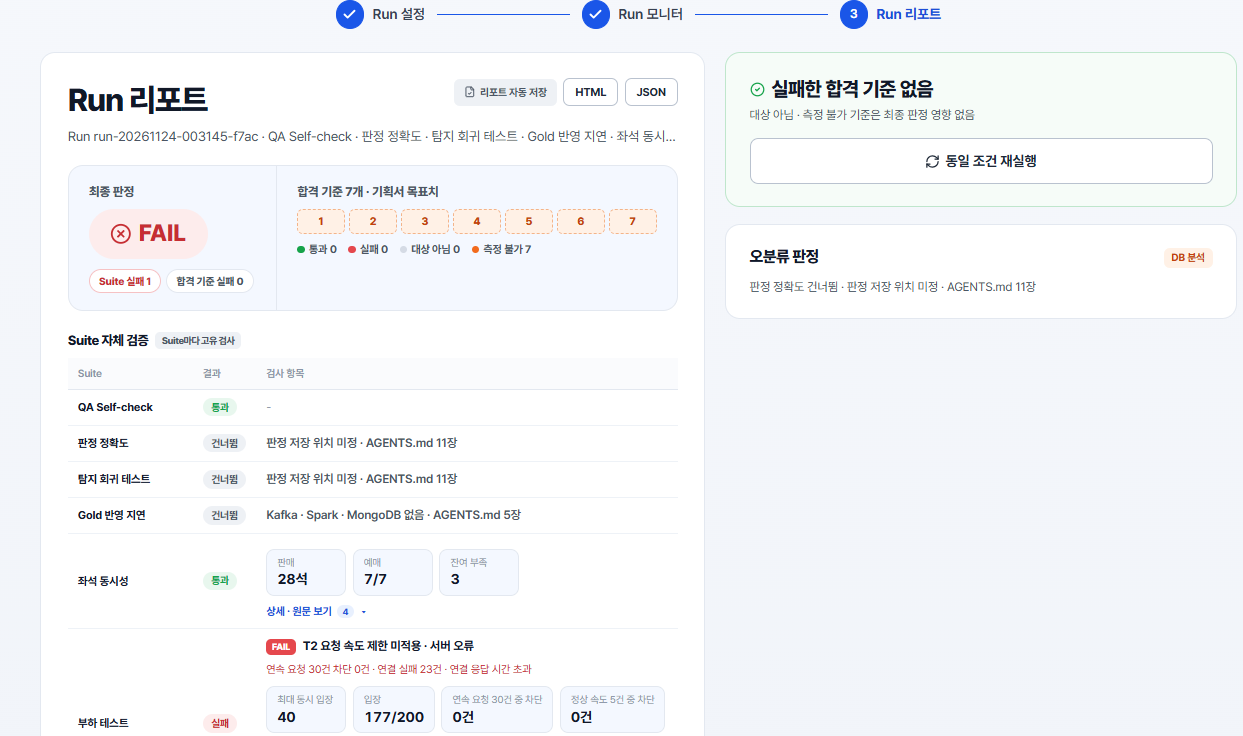 Run 설정
Run 모니터
3 Run 리포트
Run 리포트
리포트 자동 저장
HTML
JSON
Run run-20261124-003145-f7ac · QA Self-check · 판정 정확도 · 탐지 회귀 테스트 · Gold 반영 지연 · 좌석 동시...
최종 판정
FAIL
Suite 실패 1
합격 기준 실패 0
합격 기준 7개 · 기획서 목표치
1 2 3 4 5 6 7
통과 0 실패 0 대상 아님 0 측정 불가 7
Suite 자체 검증 Suite마다 고유 검사
Suite 결과 검사 항목
QA Self-check 통과 -
판정 정확도 건너뜀 판정 저장 위치 미정 · AGENTS.md 11장
탐지 회귀 테스트 건너뜀 판정 저장 위치 미정 · AGENTS.md 11장
Gold 반영 지연 건너뜀 Kafka · Spark · MongoDB 없음 · AGENTS.md 5장
좌석 동시성 통과
판매 예매 잔여 부족
28석 7/7 3
상세 · 원문 보기 4
FAIL T2 요청 속도 제한 미적용 · 서버 오류
연속 요청 30건 차단 0건 · 연결 실패 23건 · 연결 응답 시간 초과
부하 테스트 실패
최대 동시 입장 입장 연속 요청 30건 중 차단 정상 속도 5건 중 차단
40 177/200 0건 0건
실패한 합격 기준 없음
대상 아님 · 측정 불가 기준은 최종 판정 영향 없음
동일 조건 재실행
오분류 판정
DB 분석
판정 정확도 건너뜀 · 판정 저장 위치 미정 · AGENTS.md 11장